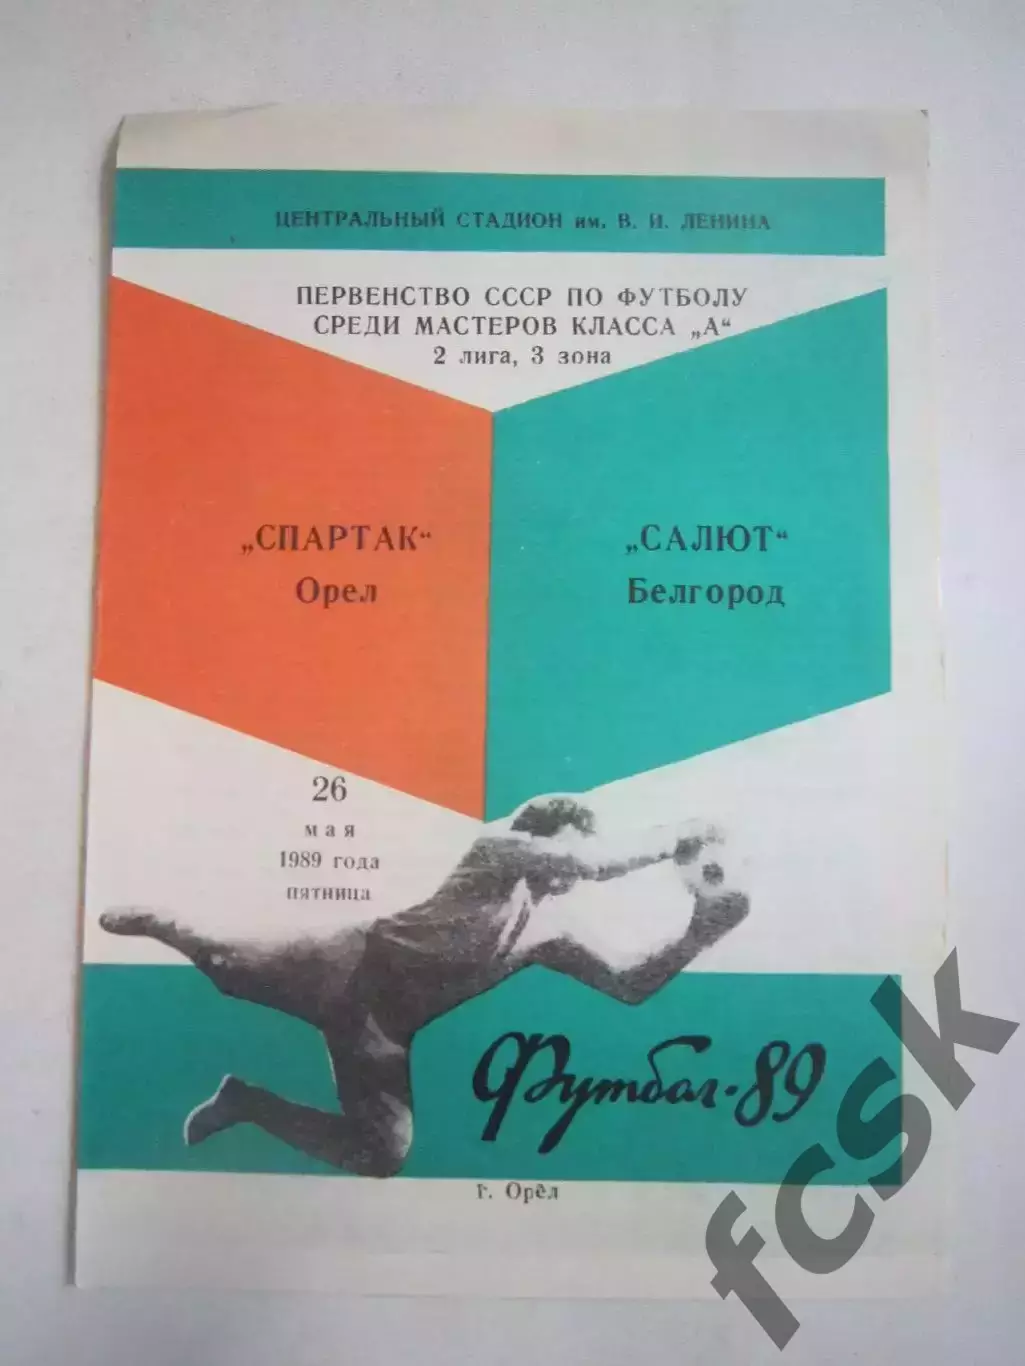 ЦЕНТРАЛЬНЫЙ СТАДИОН им. В. И. ЛЕНИНА
ПЕРВЕНСТВО СССР ПО ФУТБОЛУ
СРЕДИ МАСТЕРОВ КЛАССА „А“
2 лига, 3 зона
„СПАРТАК“
Орел
„САЛЮТ“
Белгород
26
мая
1989 года
пятница
Футбол-89
г. Орёл
fcsk